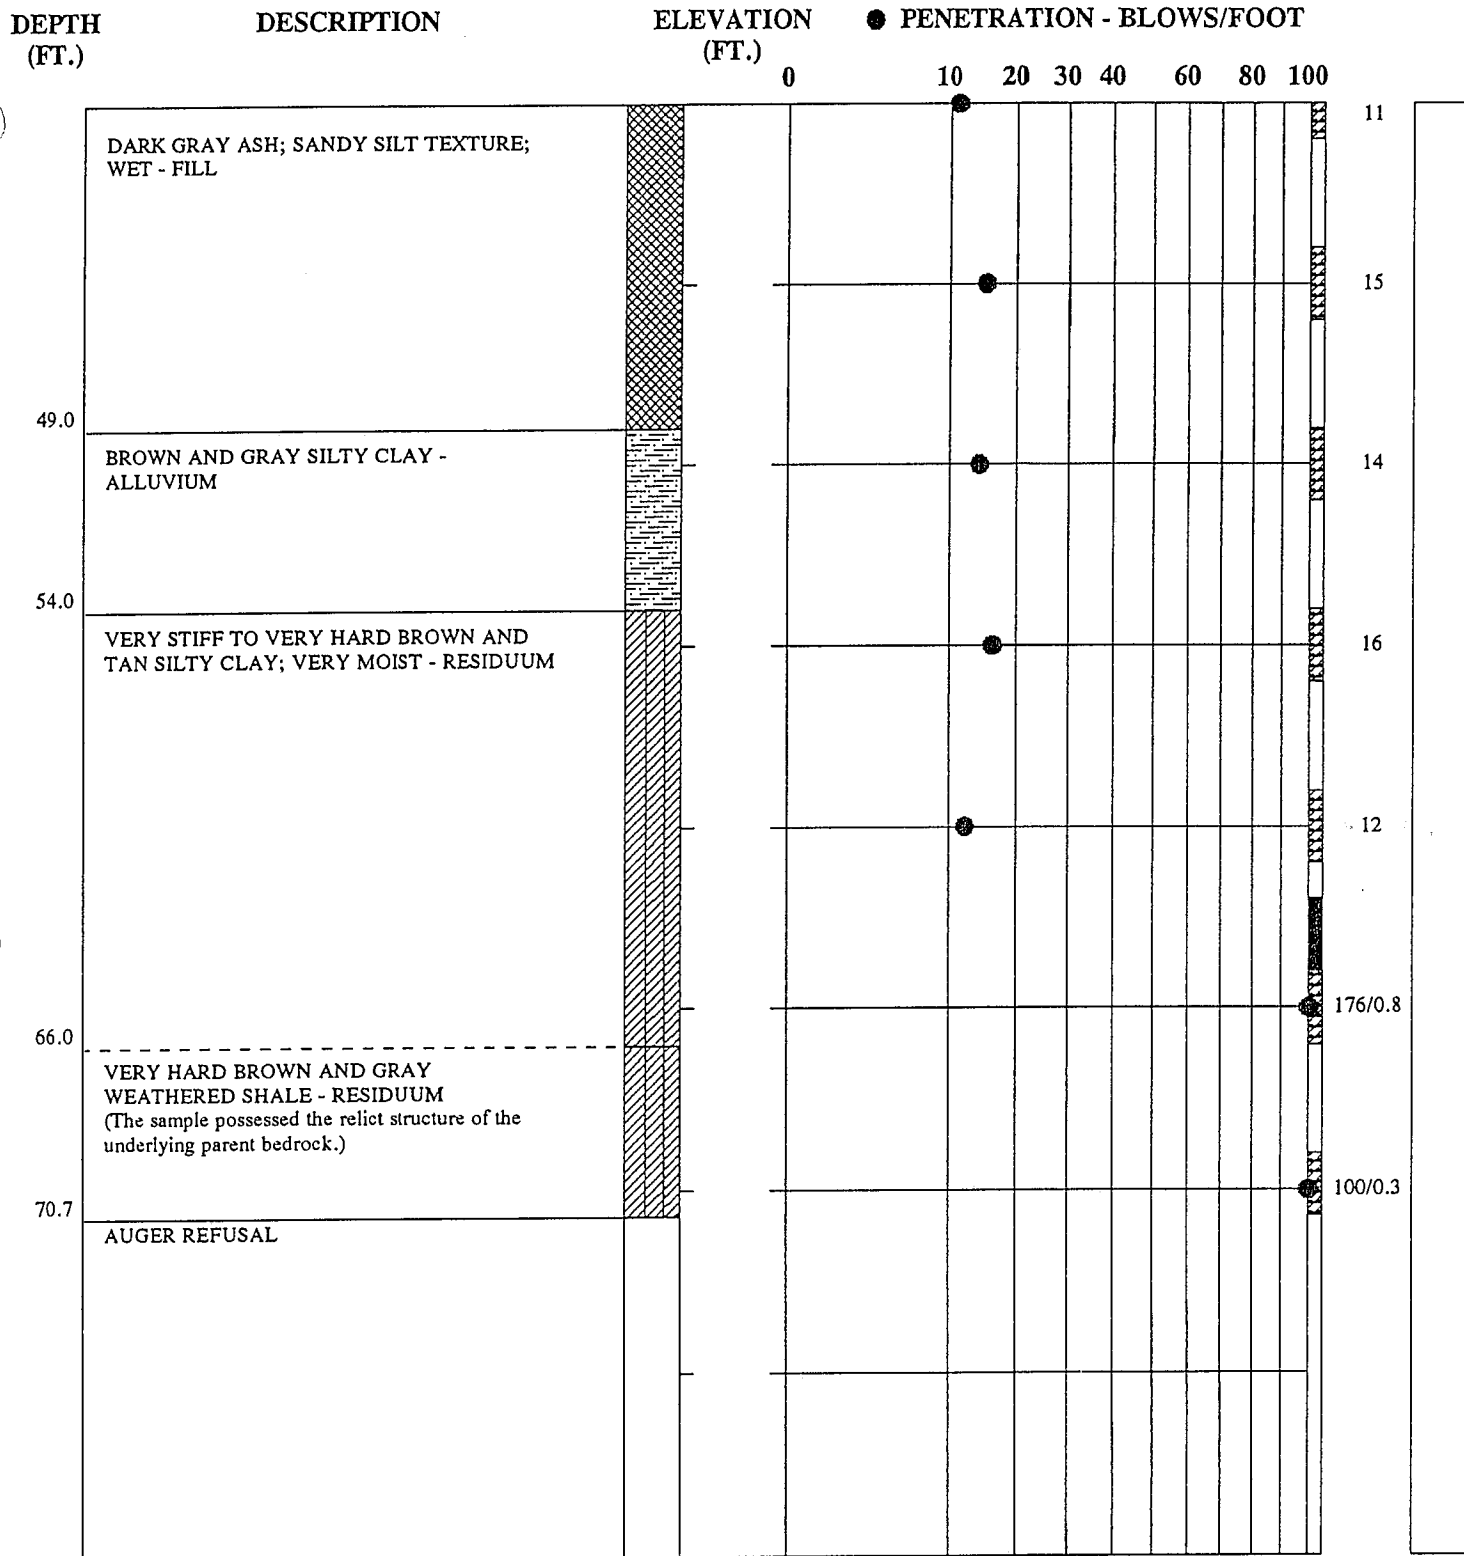 DEPTH
(FT.)
DESCRIPTION
ELEVATION
(FT.)
PENETRATION - BLOWS/FOOT
0 10 20 30 40 60 80 100
DARK GRAY ASH; SANDY SILT TEXTURE;
WET - FILL
11
15
49.0
BROWN AND GRAY SILTY CLAY -
ALLUVIUM
14
54.0
VERY STIFF TO VERY HARD BROWN AND
TAN SILTY CLAY; VERY MOIST - RESIDUUM
16
12
176/0.8
66.0
VERY HARD BROWN AND GRAY
WEATHERED SHALE - RESIDUUM
(The sample possessed the relict structure of the
underlying parent bedrock.)
100/0.3
70.7
AUGER REFUSAL